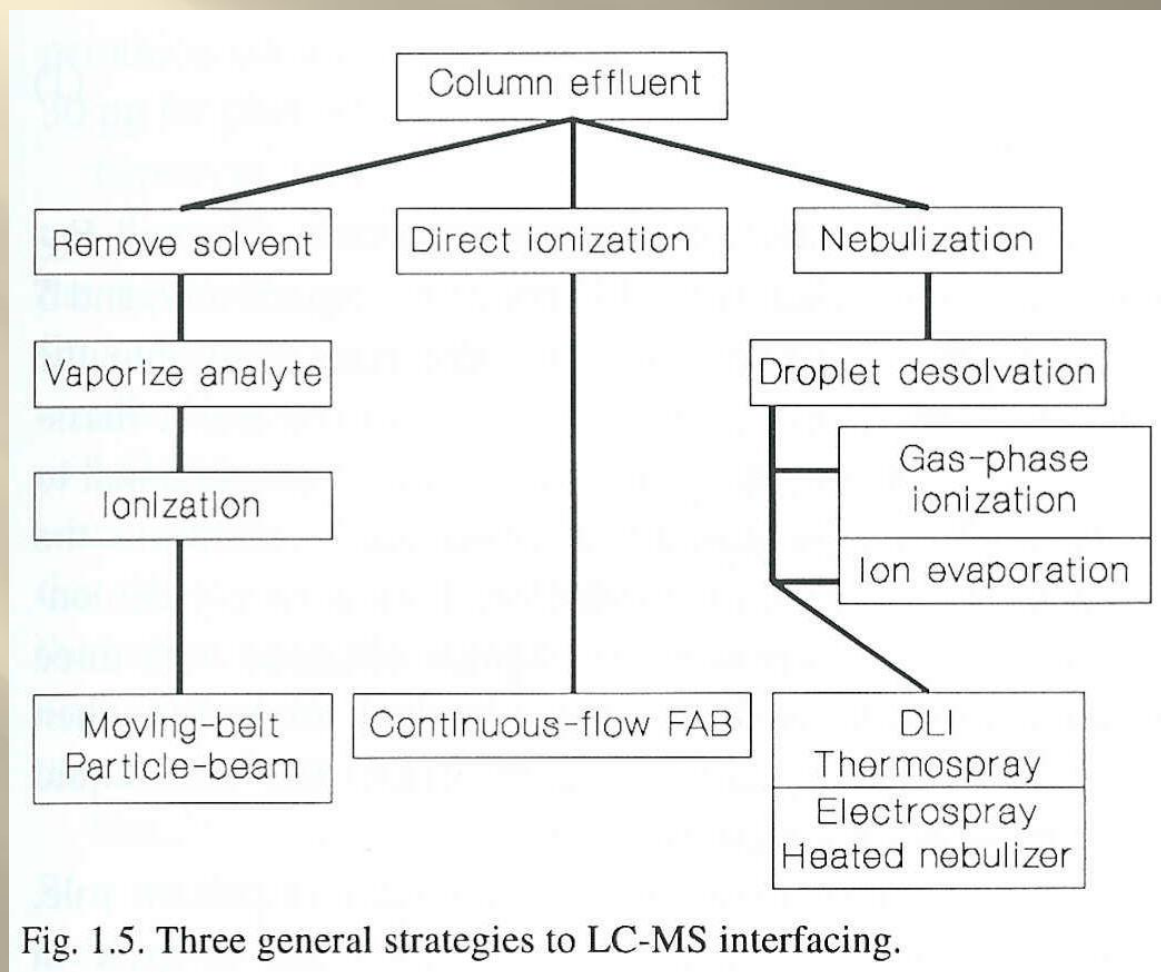 Column effluent
Remove solvent
Direct ionization
Nebulization
Vaporize analyte
Droplet desolvation
Ionization
Gas-phase
ionization
Ion evaporation
Moving-belt
Particle-beam
Continuous-flow FAB
DLI
Thermospray
Electrospray
Heated nebulizer
Fig. 1.5. Three general strategies to LC-MS interfacing.